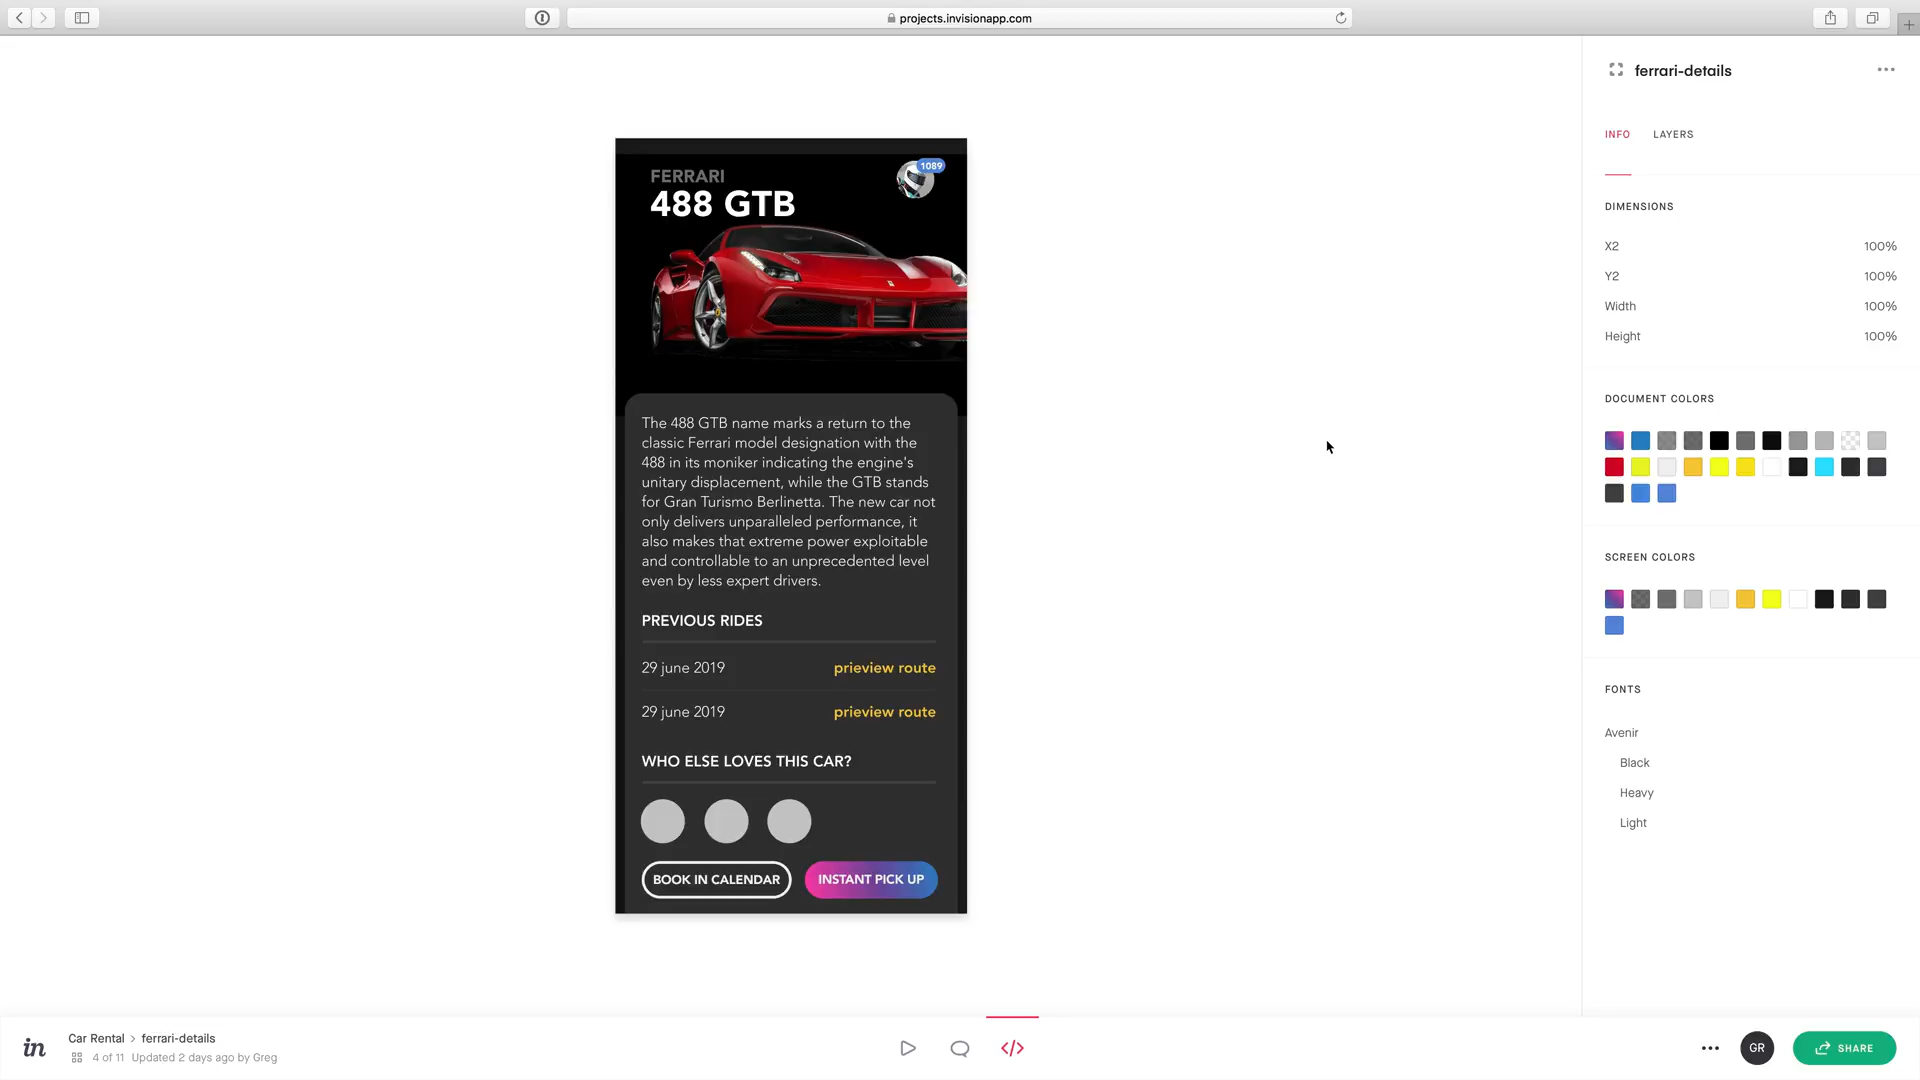 projects.invisionapp.com
ferrari-details
INFO LAYERS
DIMENSIONS
X2 100%
Y2 100%
Width 100%
Height 100%
DOCUMENT COLORS
SCREEN COLORS
FONTS
Avenir
Black
Heavy
Light
FERRARI
1089
488 GTB
The 488 GTB name marks a return to the
classic Ferrari model designation with the
488 in its moniker indicating the engine's
unitary displacement, while the GTB stands
for Gran Turismo Berlinetta. The new car not
only delivers unparalleled performance, it
also makes that extreme power exploitable
and controllable to an unprecedented level
even by less expert drivers.
PREVIOUS RIDES
29 june 2019 prieview route
29 june 2019 prieview route
WHO ELSE LOVES THIS CAR?
BOOK IN CALENDAR INSTANT PICK UP
in
Car Rental > ferrari-details
4 of 11 Updated 2 days ago by Greg
GR
SHARE